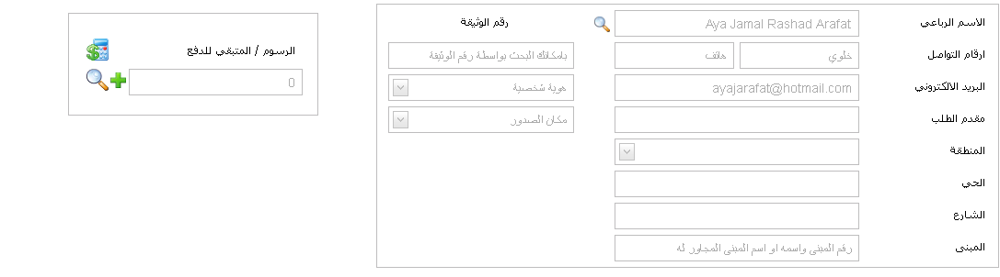 الاسم الرباعي
Aya Jamal Rashad Arafat
رقم الوثيقة
ارقام التواصل
خلوي
هاتف
بامكانك البحث بواسطة رقم الوثيقة
البريد الالكتروني
ayajarafat@hotmail.com
هوية شخصية
مقدم الطلب
مكان الصدور
المنطقة
الحي
الشارع
المبنى
رقم المبنى واسمه او اسم المبنى المجاور له
الرسوم / المتبقي للدفع
0